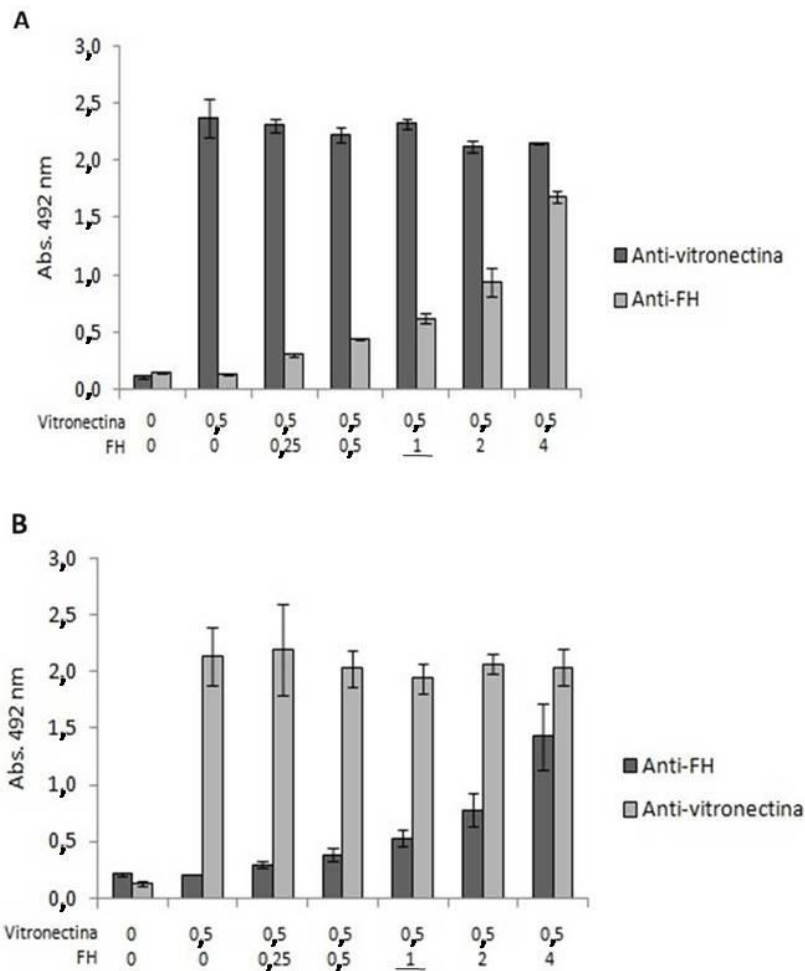 A
3,0
2,5
2,0
1,5
1,0
0,5
0,0
Abs. 492 nm
Anti-vitronectina
Anti-FH
Vitronectina 0 0,5 0,5 0,5 0,5 0,5 0,5
FH 0 0 0,25 0,5 1 2 4
B
3,0
2,5
2,0
1,5
1,0
0,5
0,0
Abs. 492 nm
Anti-FH
Anti-vitronectina
Vitronectina 0 0,5 0,5 0,5 0,5 0,5 0,5
FH 0 0 0,25 0,5 1 2 4